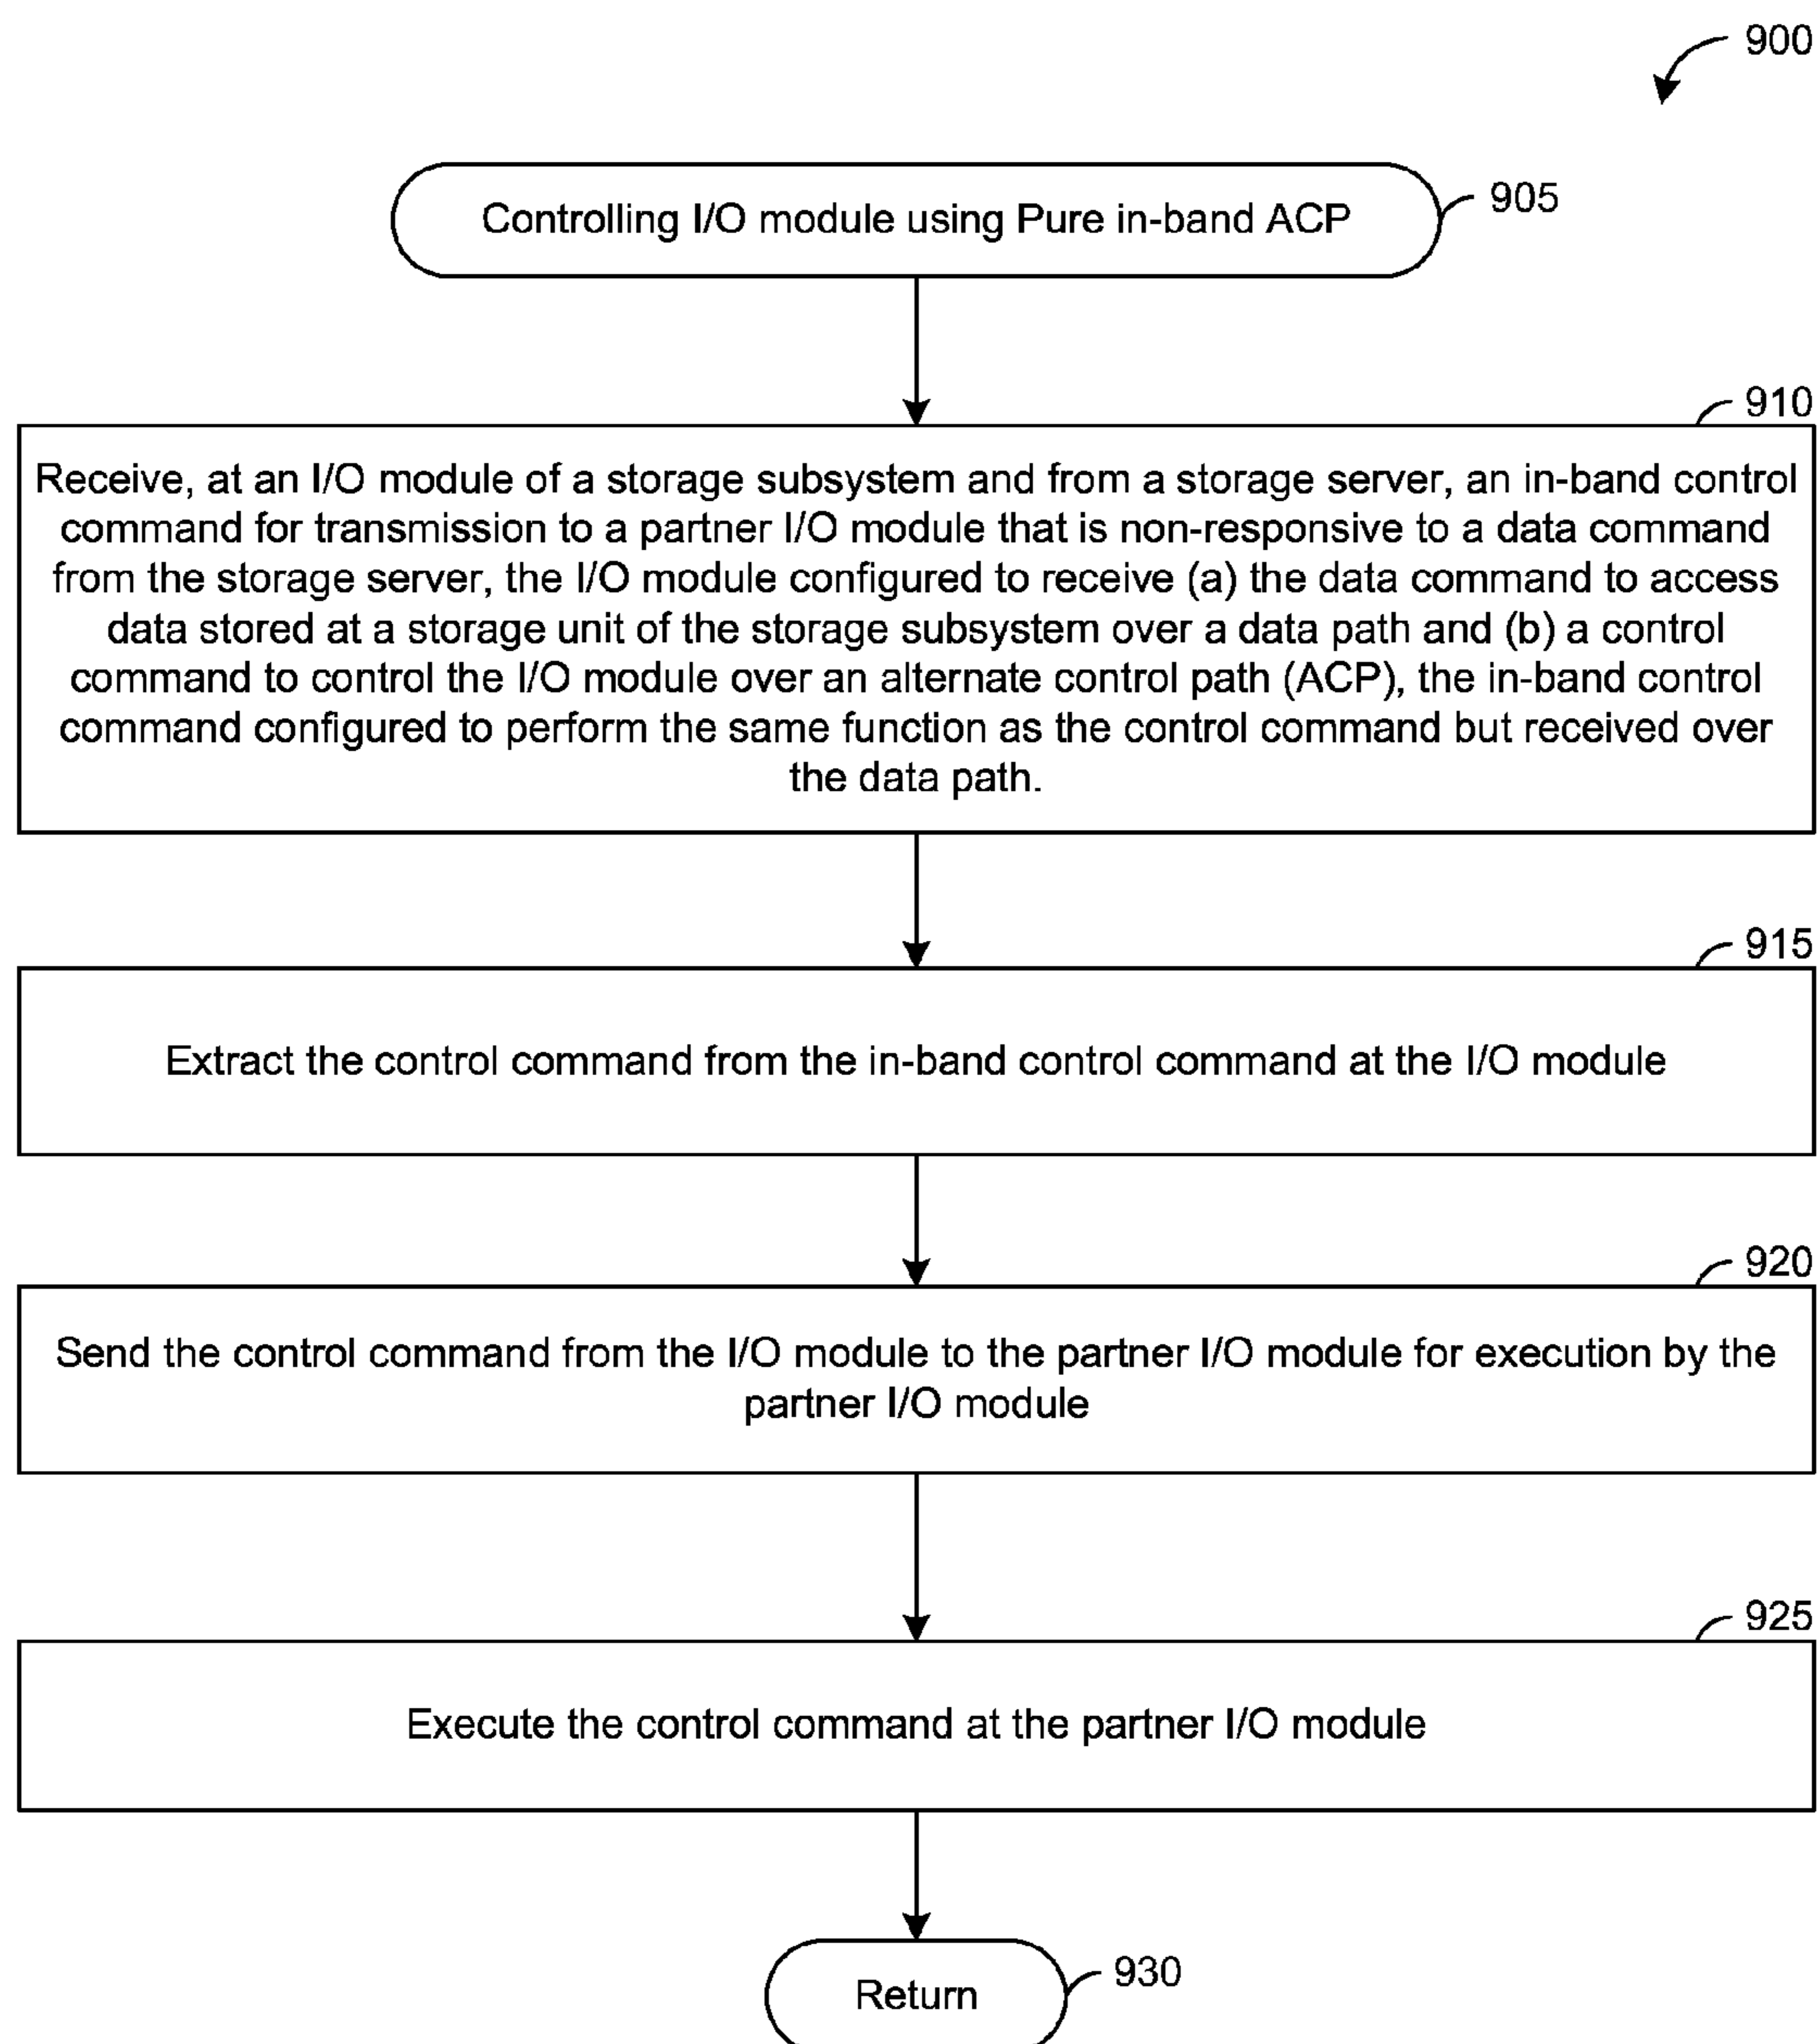 900
Controlling I/O module using Pure in-band ACP
905
910
Receive, at an I/O module of a storage subsystem and from a storage server, an in-band control
command for transmission to a partner I/O module that is non-responsive to a data command
from the storage server, the I/O module configured to receive (a) the data command to access
data stored at a storage unit of the storage subsystem over a data path and (b) a control
command to control the I/O module over an alternate control path (ACP), the in-band control
command configured to perform the same function as the control command but received over
the data path.
915
Extract the control command from the in-band control command at the I/O module
920
Send the control command from the I/O module to the partner I/O module for execution by the
partner I/O module
925
Execute the control command at the partner I/O module
930
Return